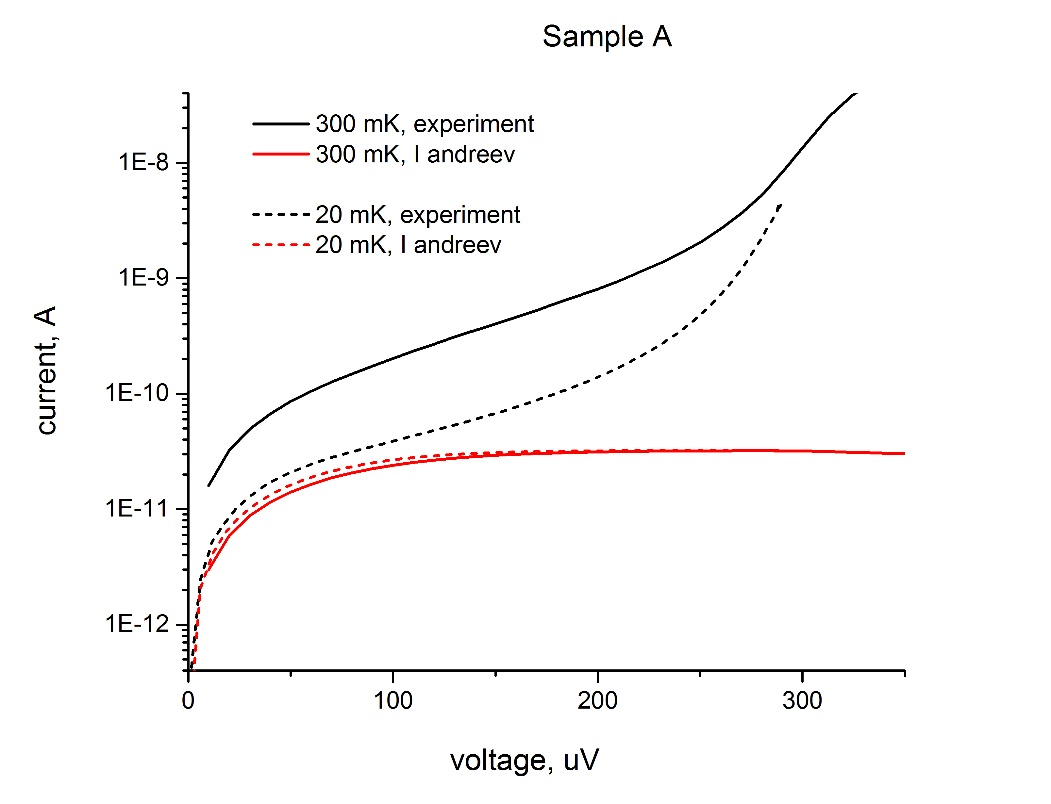 Sample A
300 mK, experiment
300 mK, I andreev
20 mK, experiment
20 mK, I andreev
1E-8
1E-9
1E-10
1E-11
1E-12
current, A
0 100 200 300
voltage, uV